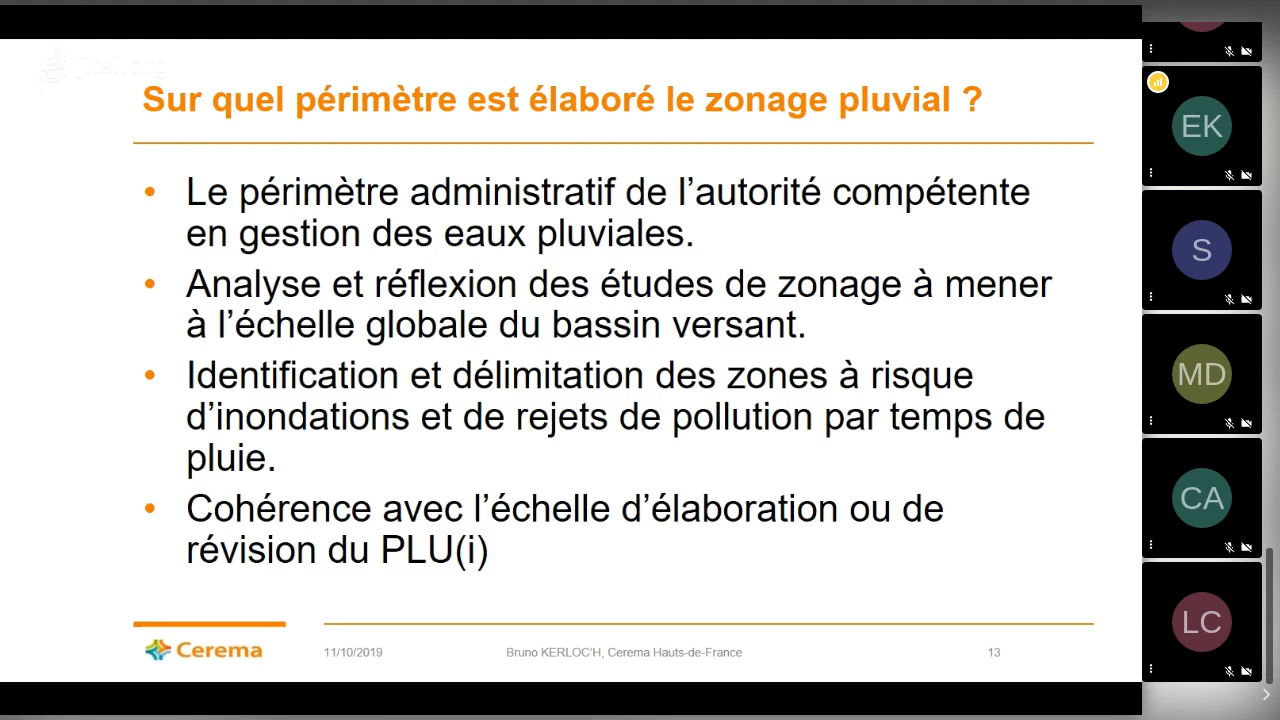 Sur quel périmètre est élaboré le zonage pluvial ?
• Le périmètre administratif de l’autorité compétente
en gestion des eaux pluviales.
• Analyse et réflexion des études de zonage à mener
à l’échelle globale du bassin versant.
• Identification et délimitation des zones à risque
d’inondations et de rejets de pollution par temps de
pluie.
• Cohérence avec l’échelle d’élaboration ou de
révision du PLU(i)
Cerema
11/10/2019
Bruno KERLOC'H, Cerema Hauts-de-France
13
EK
S
MD
CA
LC